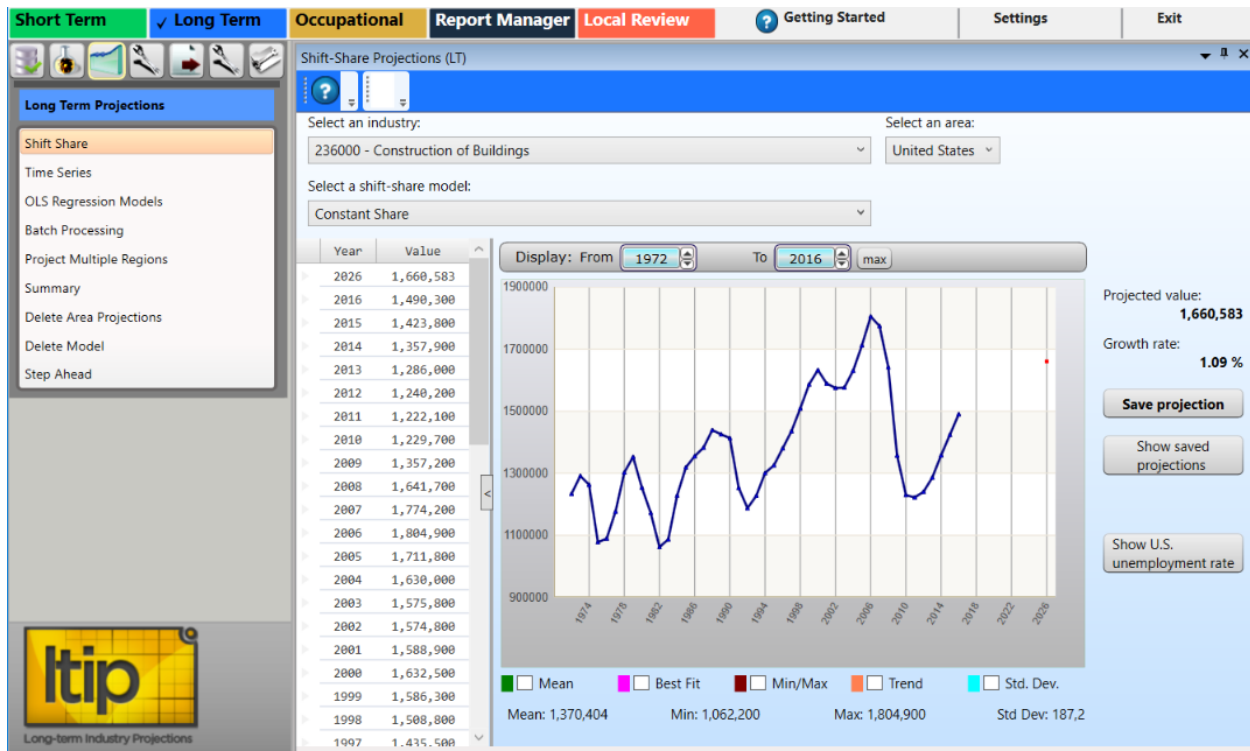 Short Term ✓ Long Term Occupational Report Manager Local Review ? Getting Started Settings Exit
Shift-Share Projections (LT)
?
Long Term Projections
Shift Share
Time Series
OLS Regression Models
Batch Processing
Project Multiple Regions
Summary
Delete Area Projections
Delete Model
Step Ahead
ltip
Long-term Industry Projections
Select an industry: Select an area:
236000 - Construction of Buildings United States
Select a shift-share model:
Constant Share
Year Value
2026 1,660,583
2016 1,490,300
2015 1,423,800
2014 1,357,900
2013 1,286,000
2012 1,240,200
2011 1,222,100
2010 1,229,700
2009 1,357,200
2008 1,641,700
2007 1,774,200
2006 1,804,900
2005 1,711,800
2004 1,630,000
2003 1,575,800
2002 1,574,800
2001 1,588,900
2000 1,632,500
1999 1,586,300
1998 1,508,800
1997 1,435,500
<
Display: From 1972 To 2016 max
1900000
1700000
1500000
1300000
1100000
900000
1974 1978 1982 1986 1990 1994 1998 2002 2006 2010 2014 2018 2022 2026
Mean Best Fit Min/Max Trend Std. Dev.
Mean: 1,370,404 Min: 1,062,200 Max: 1,804,900 Std Dev: 187,2
Projected value:
1,660,583
Growth rate:
1.09 %
Save projection
Show saved
projections
Show U.S.
unemployment rate